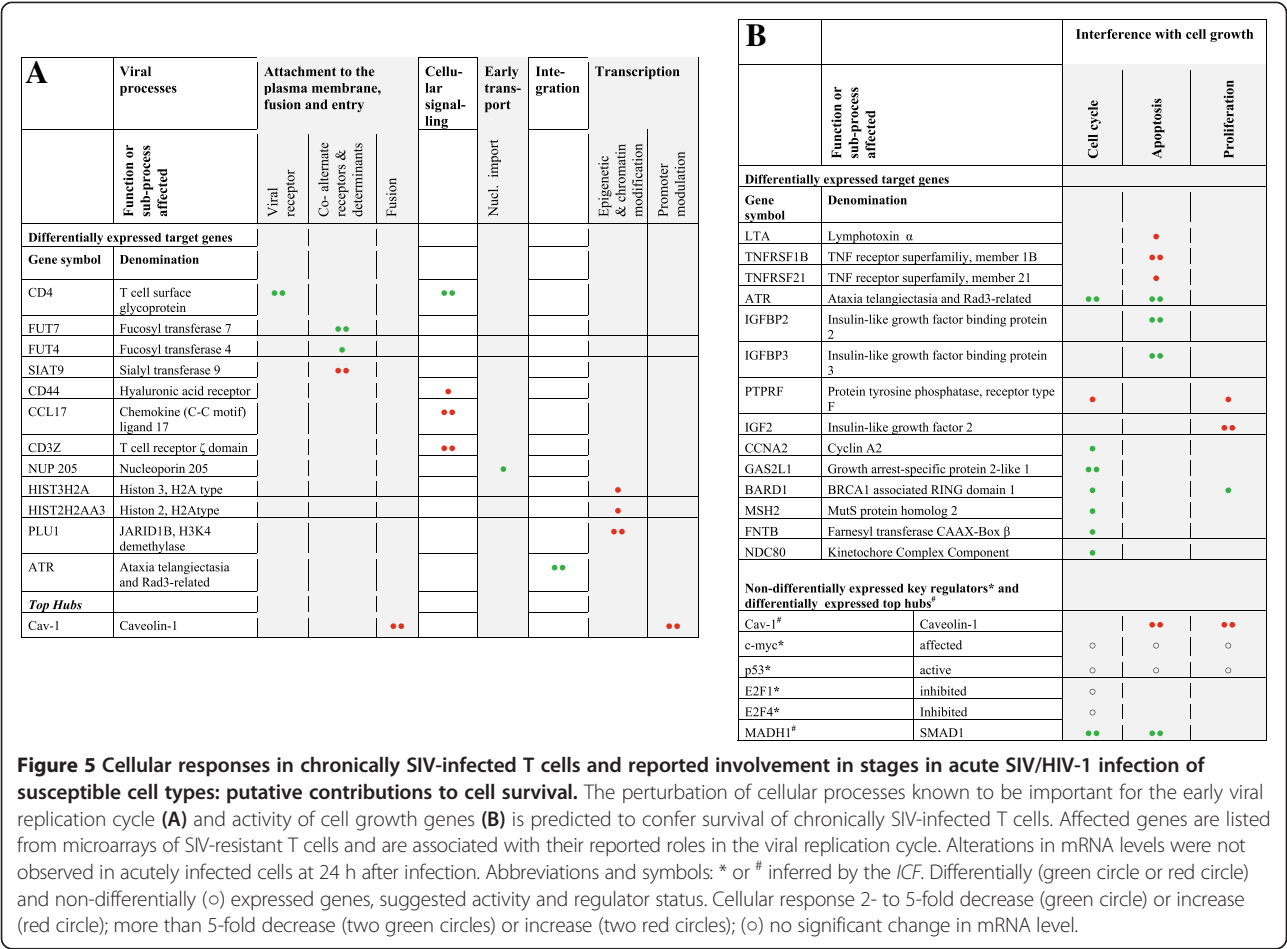 A
Viral processes
Attachment to the plasma membrane, fusion and entry
Cellu-lar signal-ling
Early trans-port
Inte-gration
Transcription
Function or sub-process affected
Viral receptor
Co- alternate receptors & determinants
Fusion
Nucl. import
Epigenetic & chromatin modification
Promoter modulation
Differentially expressed target genes
Gene symbol Denomination
CD4 T cell surface glycoprotein ●● ●●
FUT7 Fucosyl transferase 7 ●●
FUT4 Fucosyl transferase 4 ●
SIAT9 Sialyl transferase 9 ●●
CD44 Hyaluronic acid receptor ●
CCL17 Chemokine (C-C motif) ligand 17 ●●
CD3Z T cell receptor ζ domain ●●
NUP 205 Nucleoporin 205 ●
HIST3H2A Histon 3, H2A type ●
HIST2H2AA3 Histon 2, H2Atype ●
PLU1 JARID1B, H3K4 demethylase ●●
ATR Ataxia telangiectasia and Rad3-related ●●
Top Hubs
Cav-1 Caveolin-1 ●● ●●
B
Interference with cell growth
Function or sub-process affected
Cell cycle
Apoptosis
Proliferation
Differentially expressed target genes
Gene symbol Denomination
LTA Lymphotoxin α ●
TNFRSF1B TNF receptor superfamiliy, member 1B ●●
TNFRSF21 TNF receptor superfamiliy, member 21 ●
ATR Ataxia telangiectasia and Rad3-related ●● ●●
IGFBP2 Insulin-like growth factor binding protein 2 ●●
IGFBP3 Insulin-like growth factor binding protein 3 ●●
PTPRF Protein tyrosine phosphatase, receptor type F ● ●
IGF2 Insulin-like growth factor 2 ●●
CCNA2 Cyclin A2 ●
GAS2L1 Growth arrest-specific protein 2-like 1 ●●
BARD1 BRCA1 associated RING domain 1 ● ●
MSH2 MutS protein homolog 2 ●
FNTB Farnesyl transferase CAAX-Box β ●
NDC80 Kinetochore Complex Component ●
Non-differentially expressed key regulators* and
differentially expressed top hubs#
Cav-1# Caveolin-1 ●● ●●
c-myc* affected ○ ○ ○
p53* active ○ ○ ○
E2F1* inhibited ○
E2F4* Inhibited ○
MADH1# SMAD1 ●● ●●
Figure 5 Cellular responses in chronically SIV-infected T cells and reported involvement in stages in acute SIV/HIV-1 infection of
susceptible cell types: putative contributions to cell survival. The perturbation of cellular processes known to be important for the early viral
replication cycle (A) and activity of cell growth genes (B) is predicted to confer survival of chronically SIV-infected T cells. Affected genes are listed
from microarrays of SIV-resistant T cells and are associated with their reported roles in the viral replication cycle. Alterations in mRNA levels were not
observed in acutely infected cells at 24 h after infection. Abbreviations and symbols: * or # inferred by the ICF. Differentially (green circle or red circle)
and non-differentially (○) expressed genes, suggested activity and regulator status. Cellular response 2- to 5-fold decrease (green circle) or increase
(red circle); more than 5-fold decrease (two green circles) or increase (two red circles); (○) no significant change in mRNA level.